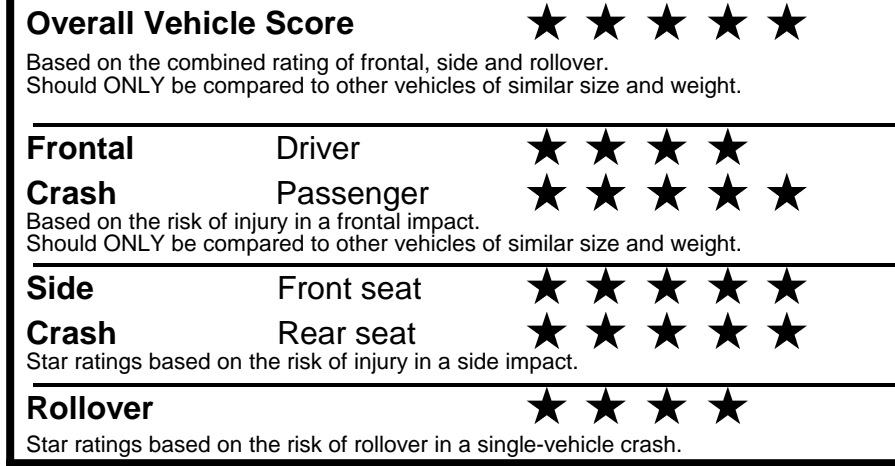 Overall Vehicle Score ★ ★ ★ ★ ★
Based on the combined rating of frontal, side and rollover.
Should ONLY be compared to other vehicles of similar size and weight.
Frontal Driver ★ ★ ★ ★
Crash Passenger ★ ★ ★ ★ ★
Based on the risk of injury in a frontal impact.
Should ONLY be compared to other vehicles of similar size and weight.
Side Front seat ★ ★ ★ ★ ★
Crash Rear seat ★ ★ ★ ★ ★
Star ratings based on the risk of injury in a side impact.
Rollover ★ ★ ★ ★
Star ratings based on the risk of rollover in a single-vehicle crash.